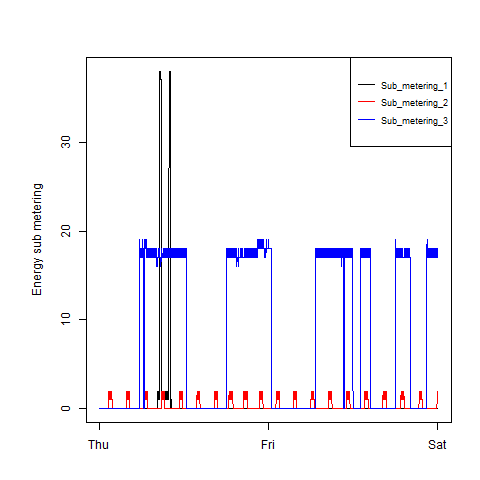 Sub_metering_1
Sub_metering_2
Sub_metering_3
30
20
10
0
Energy sub metering
Thu Fri Sat